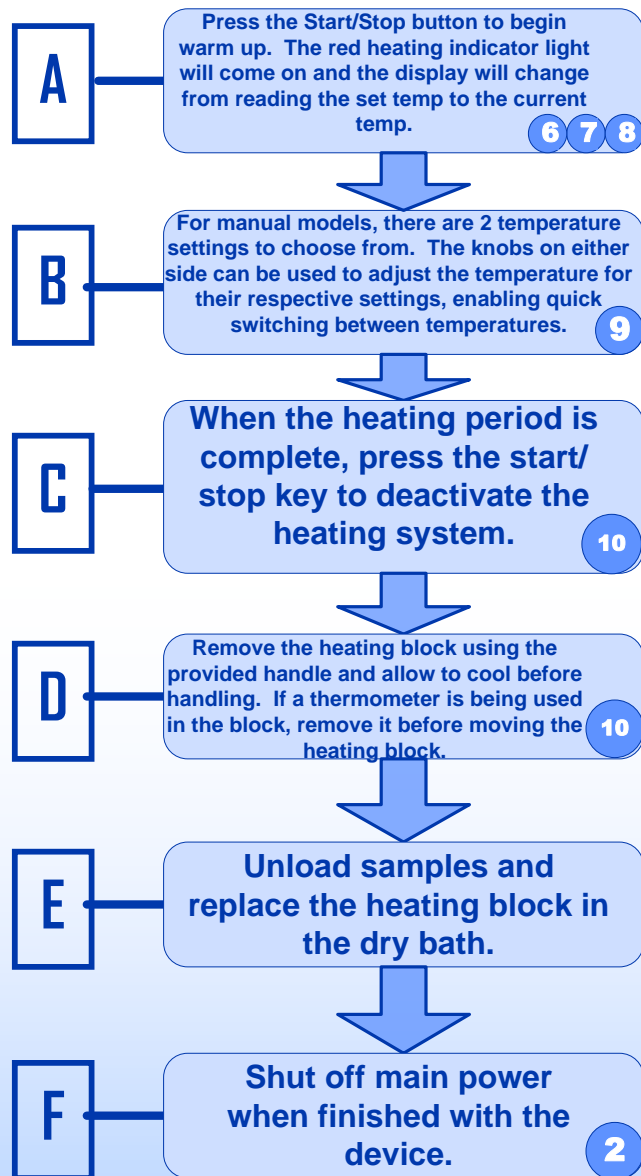 A
Press the Start/Stop button to begin
warm up. The red heating indicator light
will come on and the display will change
from reading the set temp to the current
temp.
6 7 8
B
For manual models, there are 2 temperature
settings to choose from. The knobs on either
side can be used to adjust the temperature for
their respective settings, enabling quick
switching between temperatures.
9
C
When the heating period is
complete, press the start/
stop key to deactivate the
heating system.
10
D
Remove the heating block using the
provided handle and allow to cool before
handling. If a thermometer is being used
in the block, remove it before moving the
heating block.
10
E
Unload samples and
replace the heating block in
the dry bath.
F
Shut off main power
when finished with the
device.
2